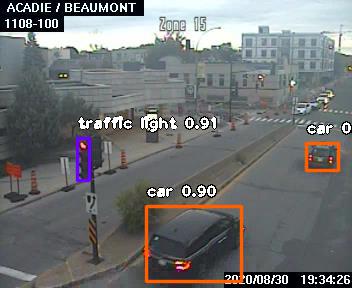 ACADIE / BEAUMONT
1108-100
Zone 15
traffic light 0.91
car 0
car 0.90
2020/08/30 19:34:26